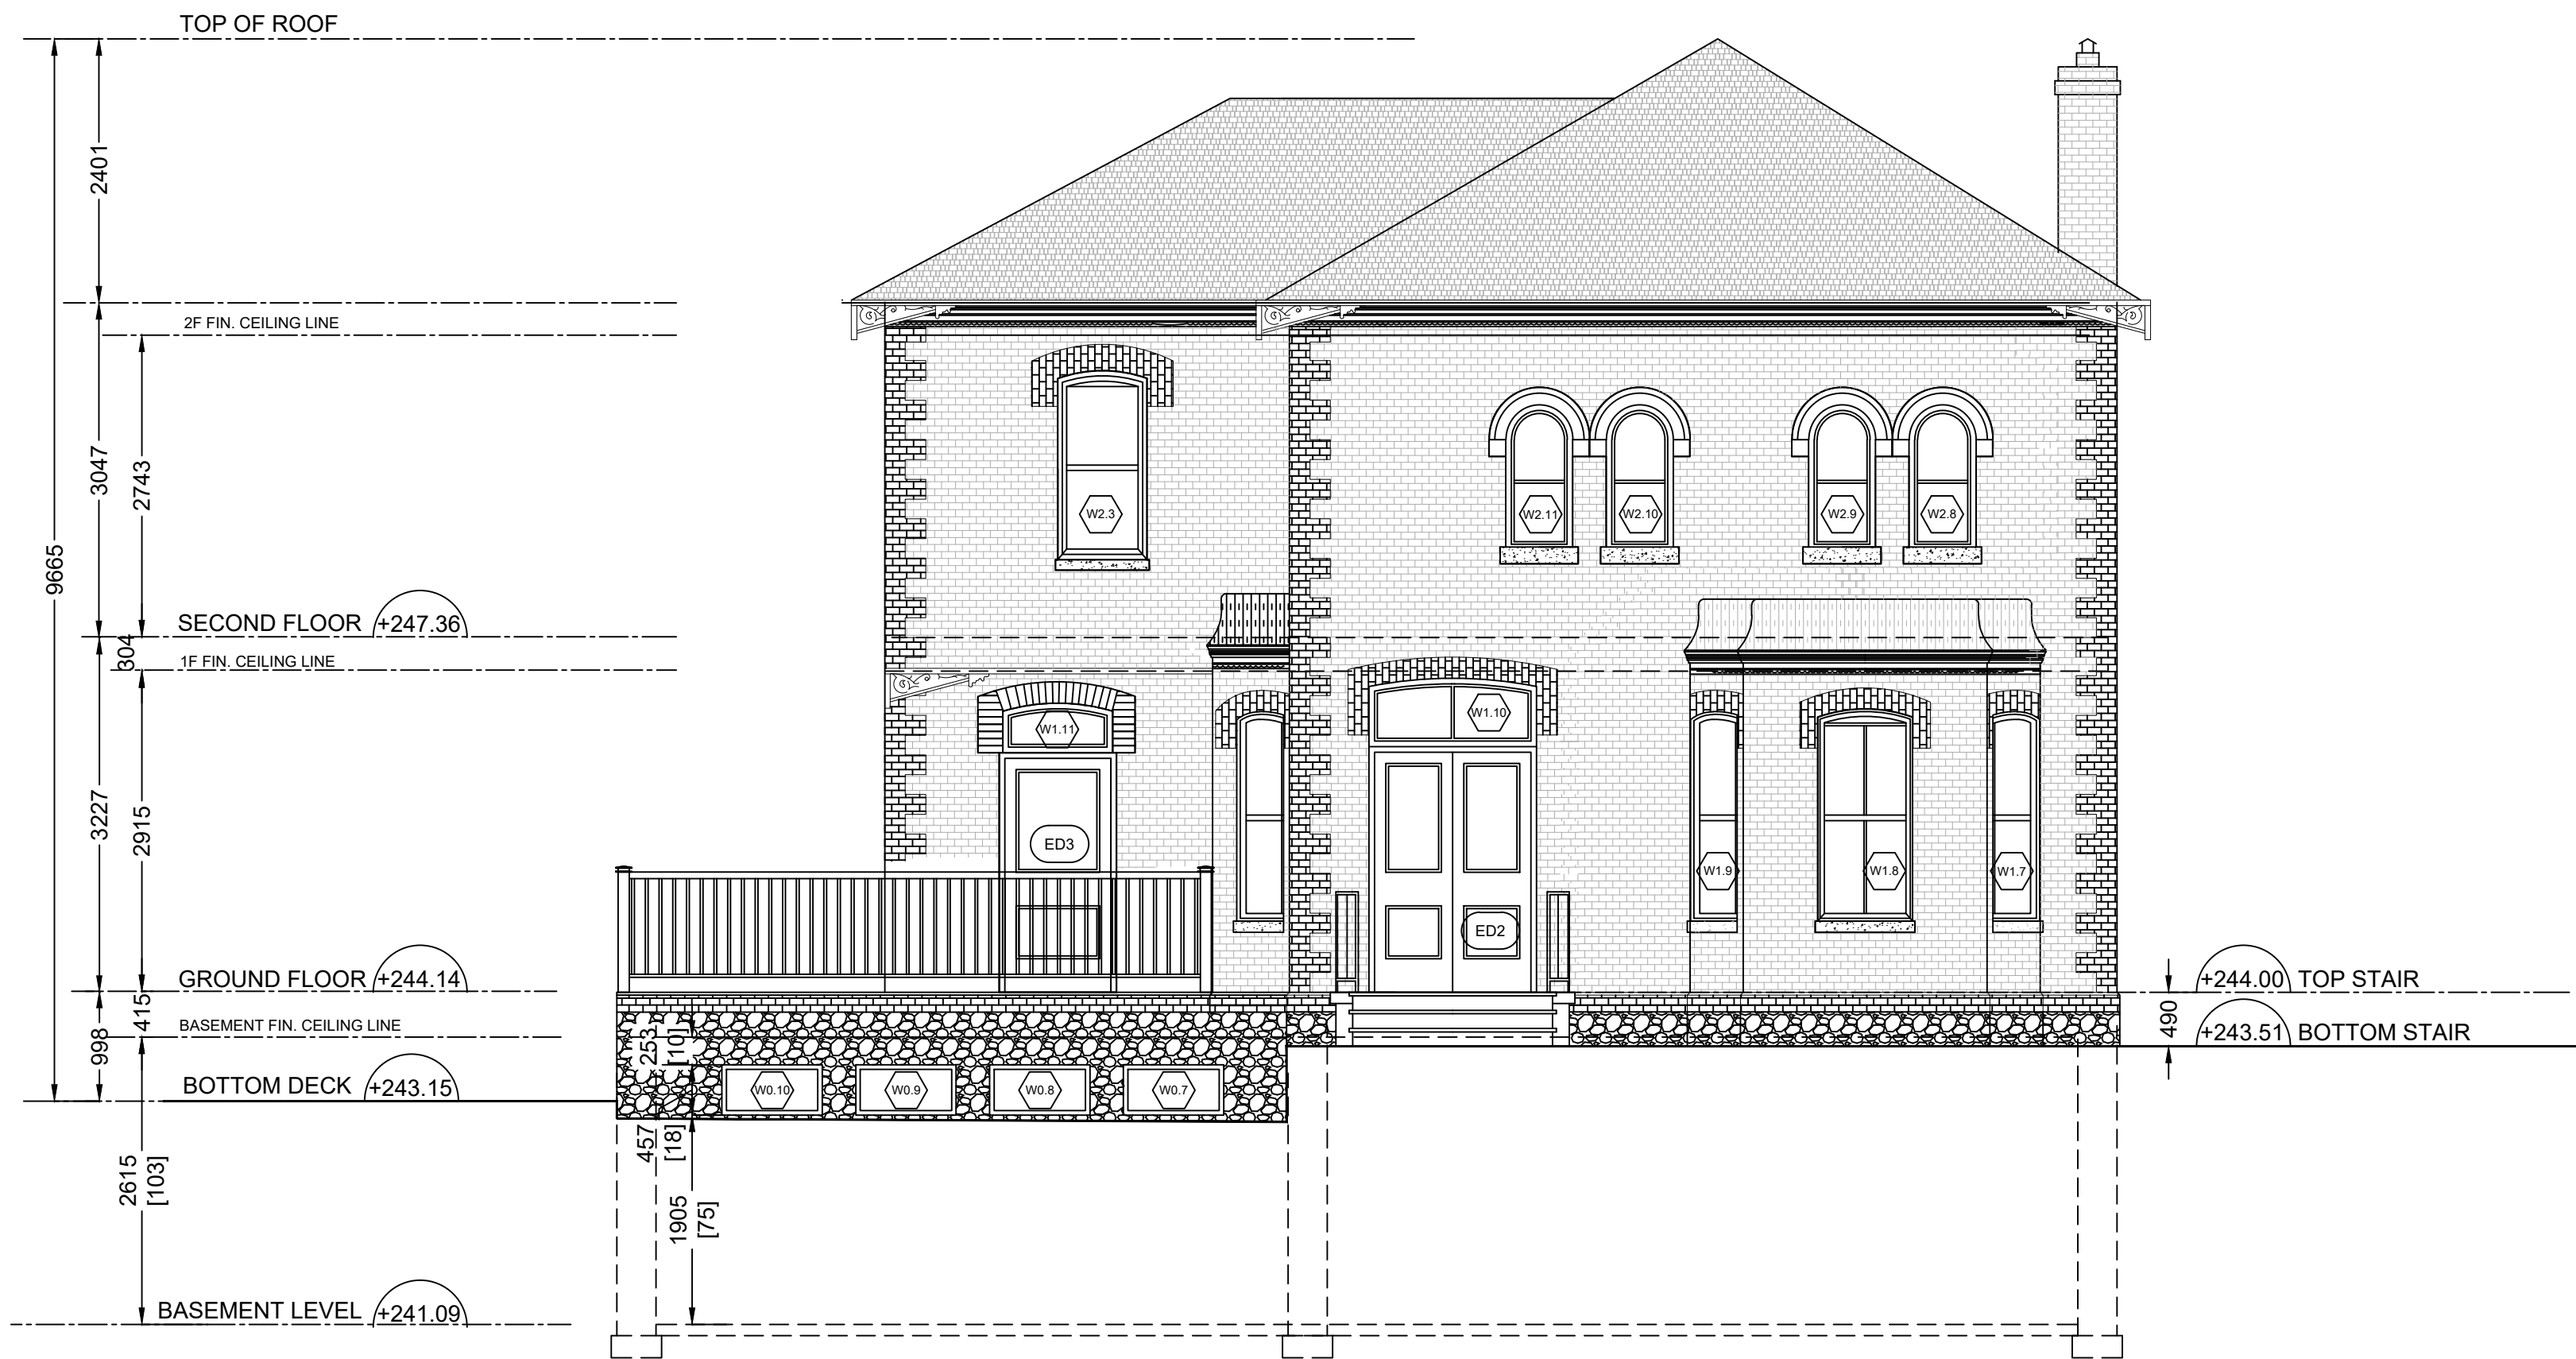 TOP OF ROOF
2401
2F FIN. CEILING LINE
3047
2743
9665
W2.3
W2.11
W2.10
W2.9
W2.8
SECOND FLOOR +247.36
304
1F FIN. CEILING LINE
W1.11
W1.10
3227
2915
ED3
W1.9
W1.8
W1.7
ED2
GROUND FLOOR +244.14
+244.00 TOP STAIR
415
998
BASEMENT FIN. CEILING LINE
253
[10]
490
+243.51 BOTTOM STAIR
BOTTOM DECK +243.15
W0.10
W0.9
W0.8
W0.7
457
[18]
2615
[103]
1905
[75]
BASEMENT LEVEL +241.09